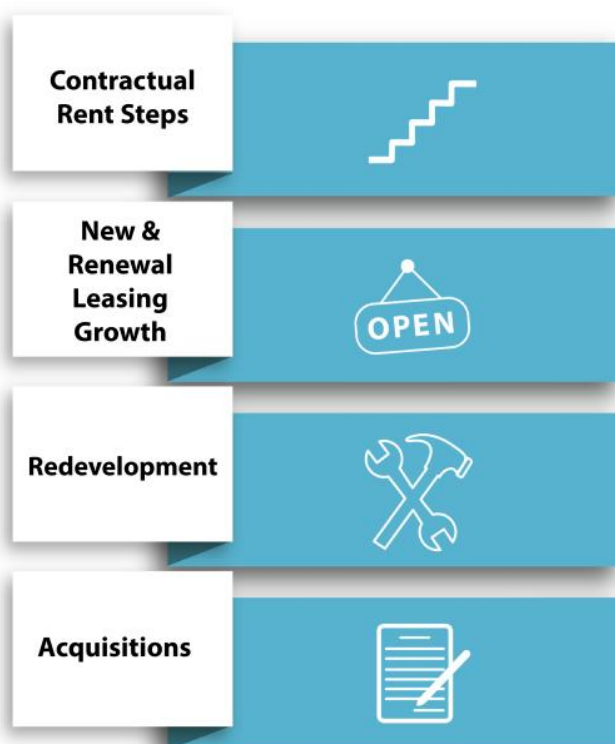 Contractual
Rent Steps
New &
Renewal
Leasing
Growth
OPEN
Redevelopment
Acquisitions